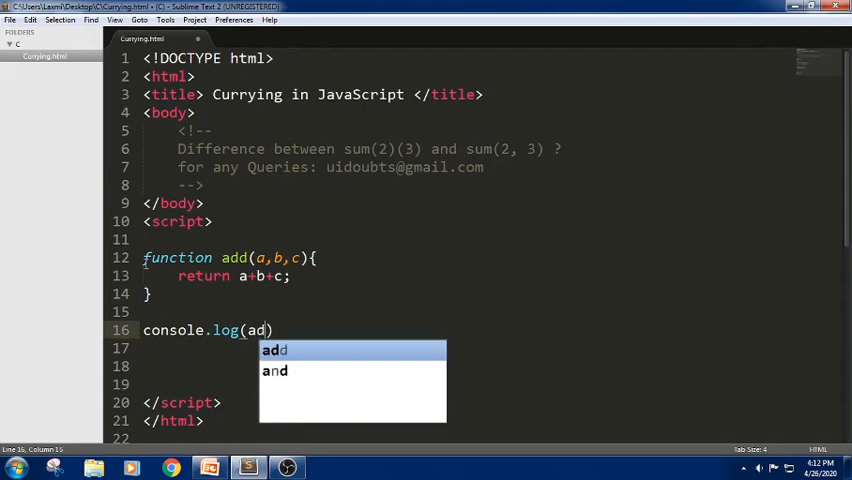 C:\Users\Laxmi\Desktop\C\Currying.html • (C) - Sublime Text 2 (UNREGISTERED)
File Edit Selection Find View Goto Tools Project Preferences Help
FOLDERS
C
Currying.html
Currying.html
1 <!DOCTYPE html>
2 <html>
3 <title> Currying in JavaScript </title>
4 <body>
5 <!--
6 Difference between sum(2)(3) and sum(2, 3) ?
7 for any Queries: uidoubts@gmail.com
8 -->
9 </body>
10 <script>
11
12 function add(a,b,c){
13 return a+b+c;
14 }
15
16 console.log(ad)
add
17
and
18
19
20 </script>
21 </html>
22
Line 16, Column 15
Tab Size: 4
HTML
4:12 PM
4/26/2020